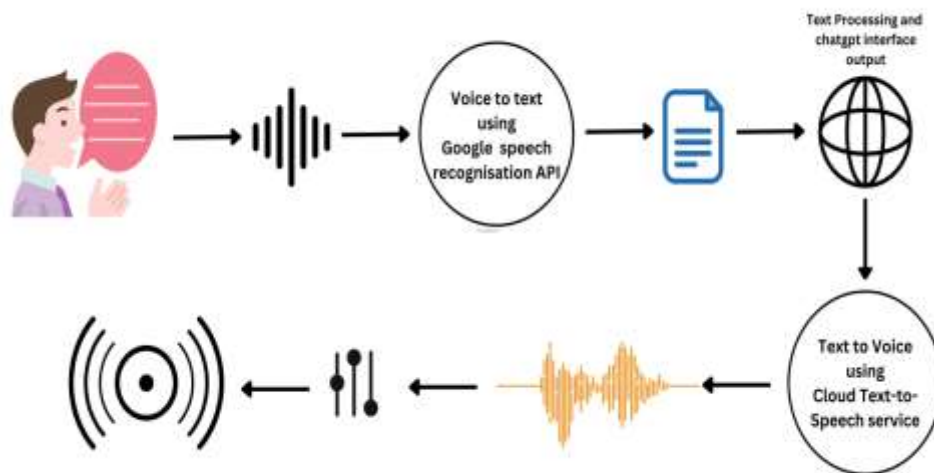 Text Processing and
chatgpt interface
output
Voice to text
using
Google speech
recognisation API
Text to Voice
using
Cloud Text-to-
Speech service